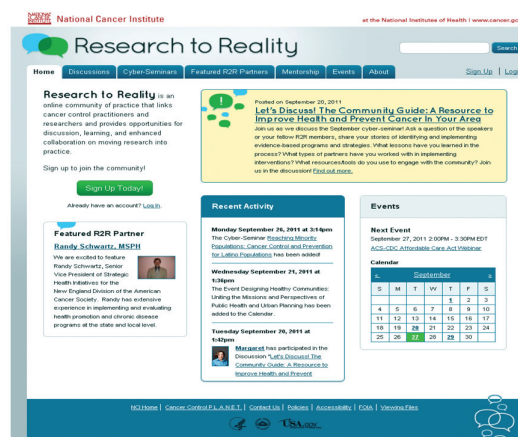 National Cancer Institute
at the National Institutes of Health | www.cancer.go
Research to Reality
Search
Home
Discussions
Cyber-Seminars
Featured R2R Partners
Mentorship
Events
About
Sign Up | Log
Research to Reality is an
online community of practice that links
cancer control practitioners and
researchers and provides opportunities for
discussion, learning, and enhanced
collaboration on moving research into
practice.
Sign up to join the community!
Sign Up Today!
Already have an account? Log In.
Posted on September 20, 2011
Let's Discuss! The Community Guide: A Resource to
Improve Health and Prevent Cancer In Your Area
Join us as we discuss the September cyber-seminar! Ask a question of the speakers
or your fellow R2R members, share your stories of identifying and implementing
evidence-based programs and strategies. What lessons have you learned in the
process? What types of partners have you worked with in implementing
interventions? What resources/tools do you use to engage with the community? Join
us in the discussion! Find out more.
Featured R2R Partner
Randy Schwartz, MSPH
We are excited to feature
Randy Schwartz, Senior
Vice President of Strategic
Health Initiatives for the
New England Division of the American
Cancer Society. Randy has extensive
experience in implementing and evaluating
health promotion and chronic disease
programs at the state and local level.
Recent Activity
Monday September 26, 2011 at 3:14pm
The Cyber-Seminar Reaching Minority
Populations: Cancer Control and Prevention
for Latino Populations has been added!
Wednesday September 21, 2011 at
1:36pm
The Event Designing Healthy Communities:
Uniting the Missions and Perspectives of
Public Health and Urban Planning has been
added to the Calendar.
Tuesday September 20, 2011 at
1:42pm
Margaret has participated in the
Discussion "Let's Discuss! The
Community Guide: A Resource to
Improve Health and Prevent
Events
Next Event
September 27, 2011 2:00PM - 3:30PM EDT
ACS-CDC Affordable Care Act Webinar
Calendar
« September »
S M T W T F S
1 2 3
4 5 6 7 8 9 10
11 12 13 14 15 16 17
18 19 20 21 22 23 24
25 26 27 28 29 30
NCI Home | Cancer Control P.L.A.N.E.T. | Contact Us | Policies | Accessibility | FOIA | Viewing Files
USA.gov